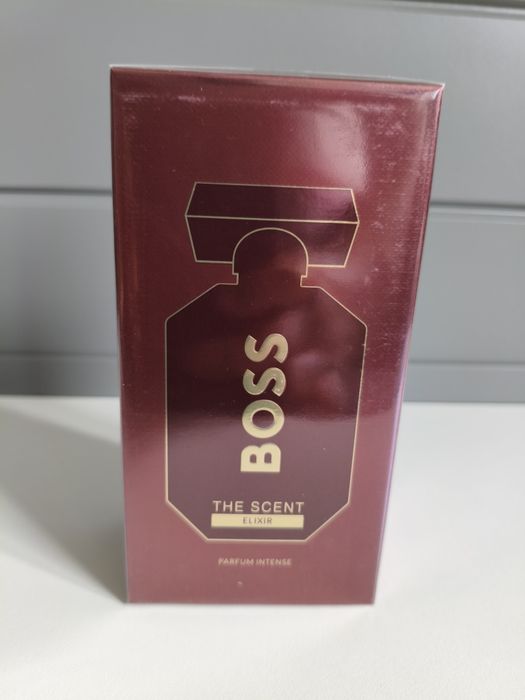 BOSS
THE SCENT
ELIXIR
PARFUM INTENSE